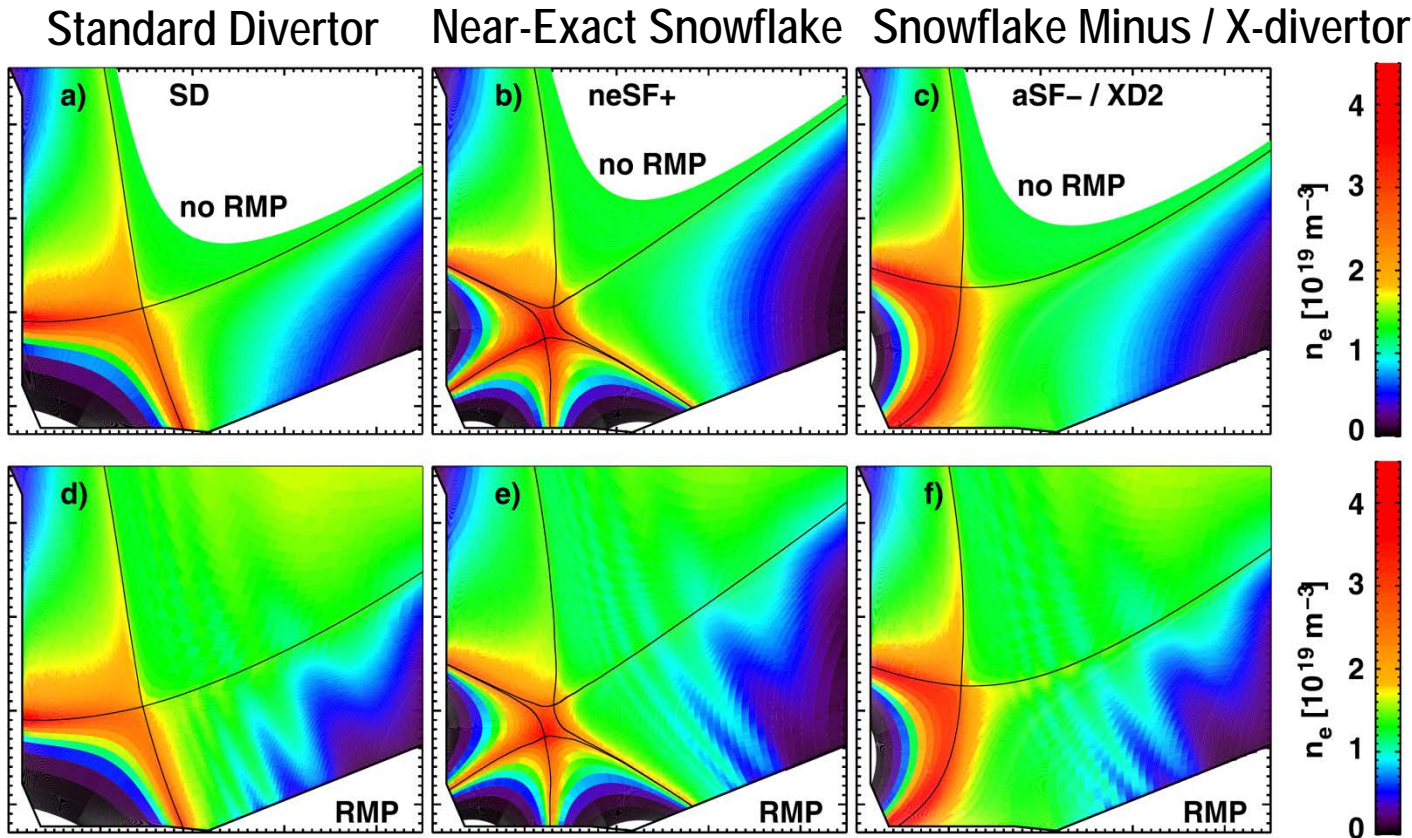 Standard Divertor
Near-Exact Snowflake
Snowflake Minus / X-divertor
a)
SD
no RMP
b)
neSF+
no RMP
c)
aSF− / XD2
no RMP
4
3
2
1
0
n_e [10^19 m^−3]
d)
RMP
e)
RMP
f)
RMP
4
3
2
1
0
n_e [10^19 m^−3]